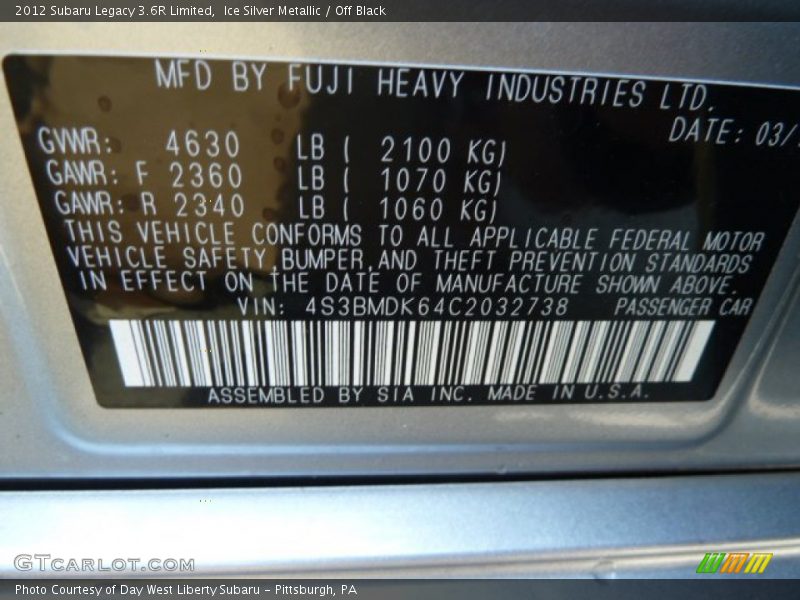 2012 Subaru Legacy 3.6R Limited,  Ice Silver Metallic / Off Black
MFD BY FUJI HEAVY INDUSTRIES LTD.
DATE: 03/
GVWR: 4630 LB ( 2100 KG)
GAWR: F 2360 LB ( 1070 KG)
GAWR: R 2340 LB ( 1060 KG)
THIS VEHICLE CONFORMS TO ALL APPLICABLE FEDERAL MOTOR
VEHICLE SAFETY,BUMPER,AND THEFT PREVENTION STANDARDS
IN EFFECT ON THE DATE OF MANUFACTURE SHOWN ABOVE.
VIN: 4S3BMDK64C2032738 PASSENGER CAR
ASSEMBLED BY SIA INC. MADE IN U.S.A.
GTCARLOT.COM
Photo Courtesy of Day West Liberty Subaru - Pittsburgh, PA